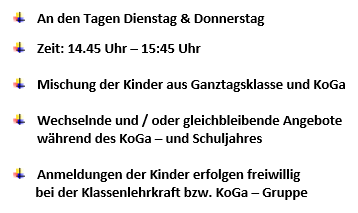 An den Tagen Dienstag & Donnerstag
Zeit: 14.45 Uhr – 15:45 Uhr
Mischung der Kinder aus Ganztagsklasse und KoGa
Wechselnde und / oder gleichbleibende Angebote
während des KoGa – und Schuljahres
Anmeldungen der Kinder erfolgen freiwillig
bei der Klassenlehrkraft bzw. KoGa – Gruppe